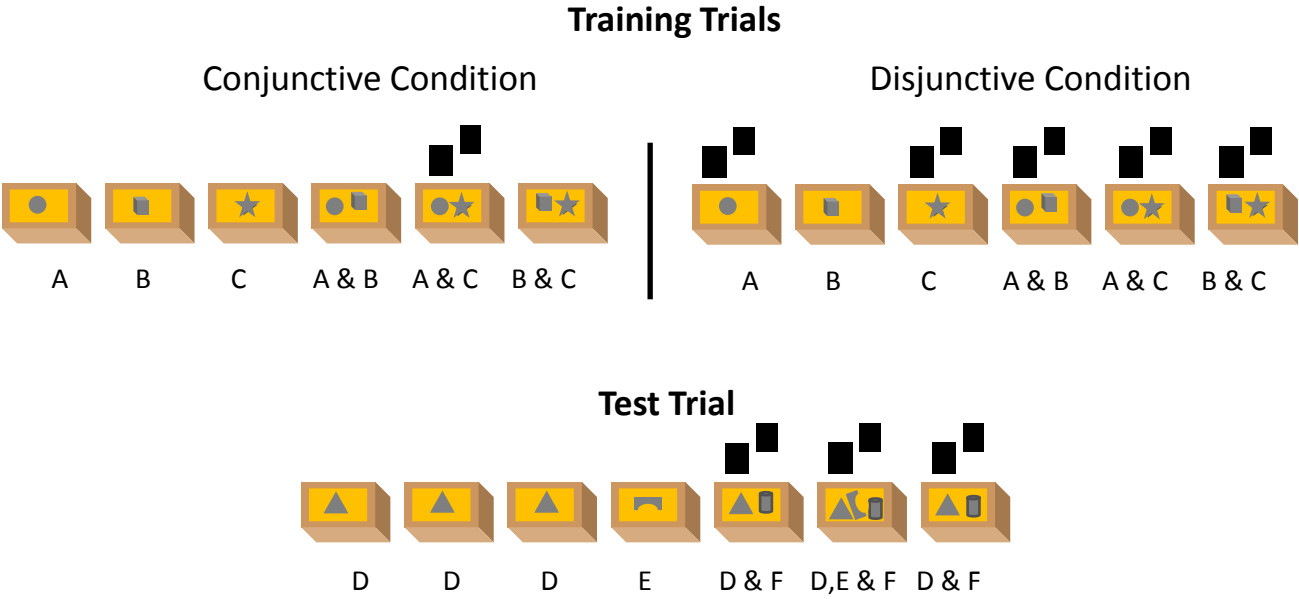 Training Trials
Conjunctive Condition
Disjunctive Condition
A B C A & B A & C B & C
A B C A & B A & C B & C
Test Trial
D D D E D & F D,E & F D & F